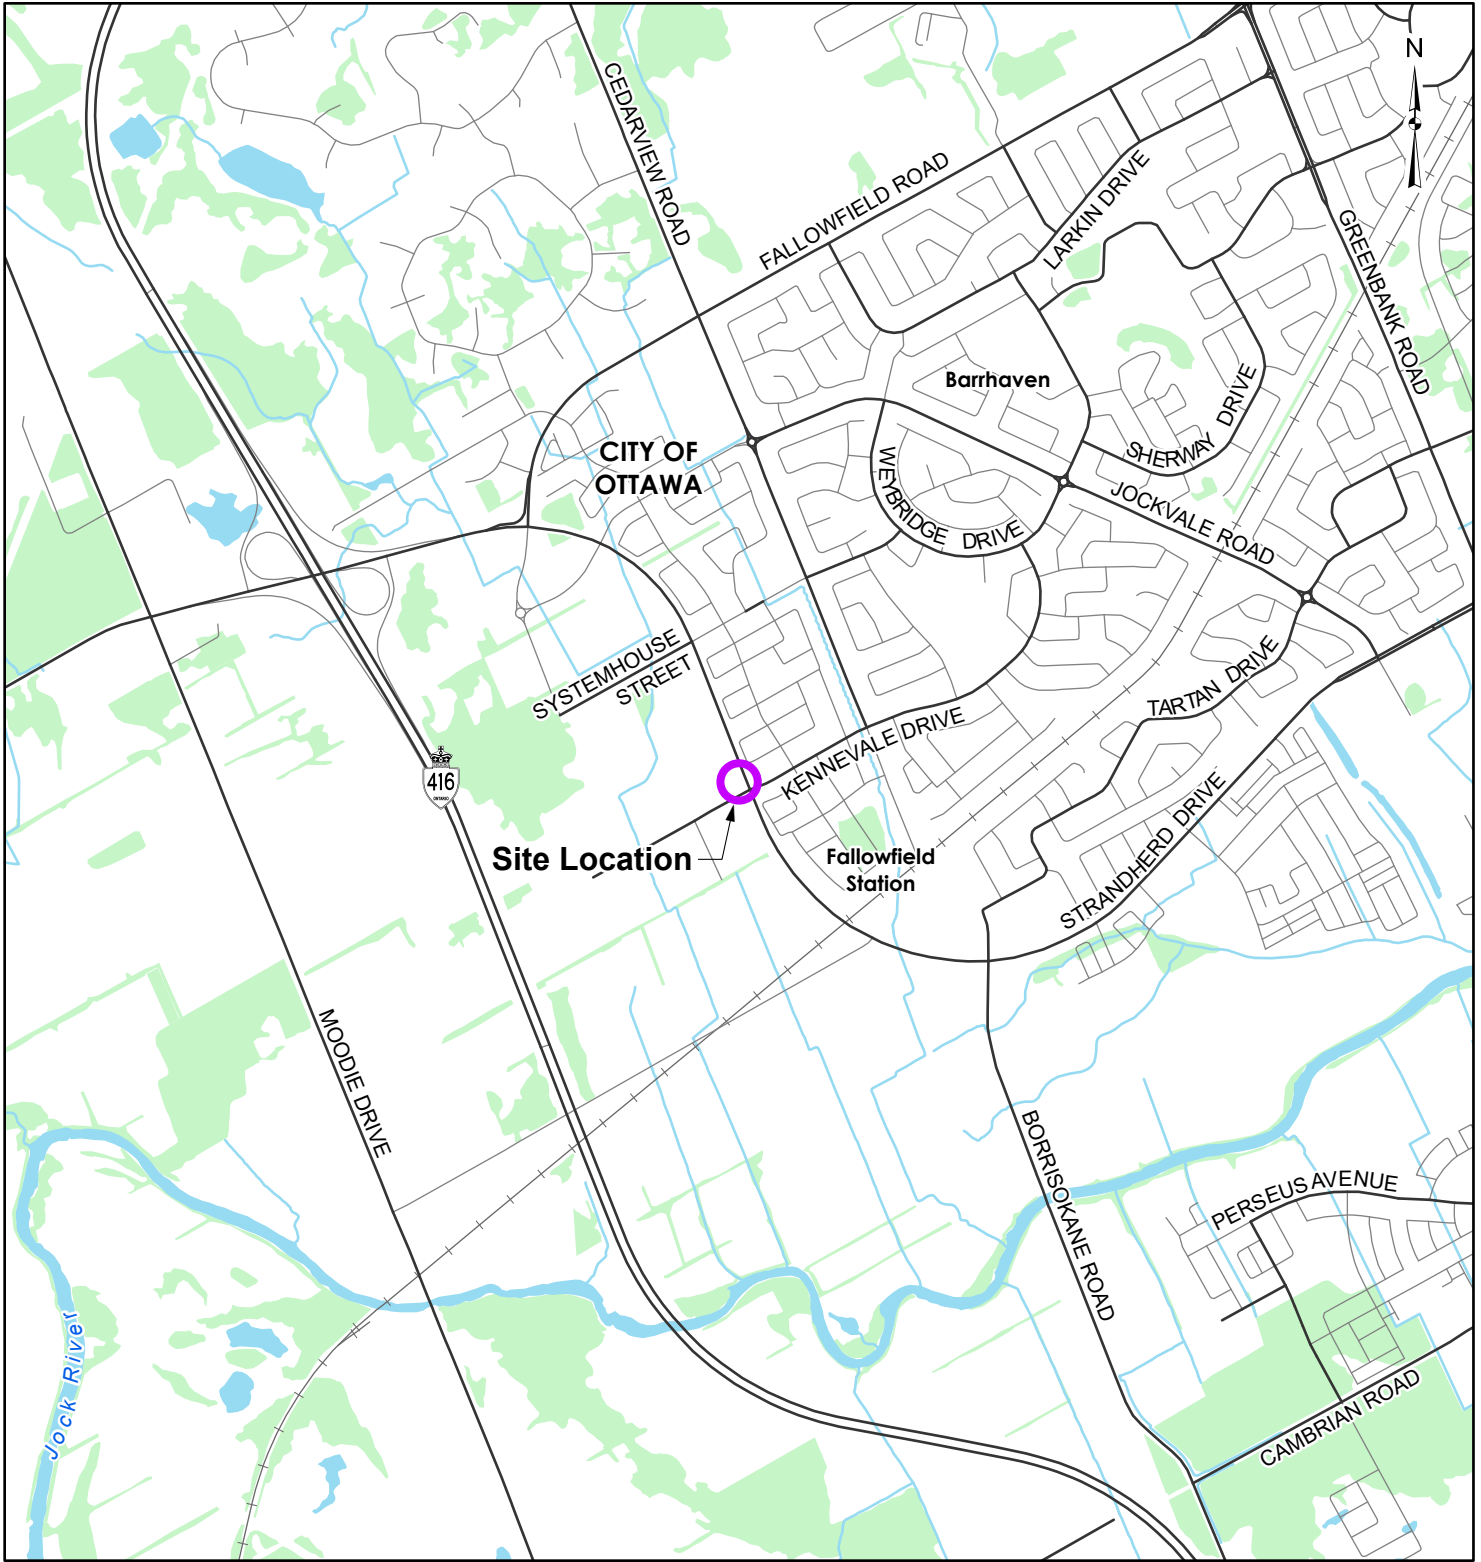 N
CEDARVIEW ROAD
FALLOWFIELD ROAD
LARKIN DRIVE
GREENBANK ROAD
Barrhaven
SHERWAY DRIVE
CITY OF
OTTAWA
WEYBRIDGE DRIVE
JOCKVALE ROAD
SYSTEMHOUSE
STREET
TARTAN DRIVE
KENNEVALE DRIVE
416
ONTARIO
STRANDHERD DRIVE
Site Location
Fallowfield
Station
MOODIE DRIVE
BORRISOKANE ROAD
PERSEUS AVENUE
Jock River
CAMBRIAN ROAD